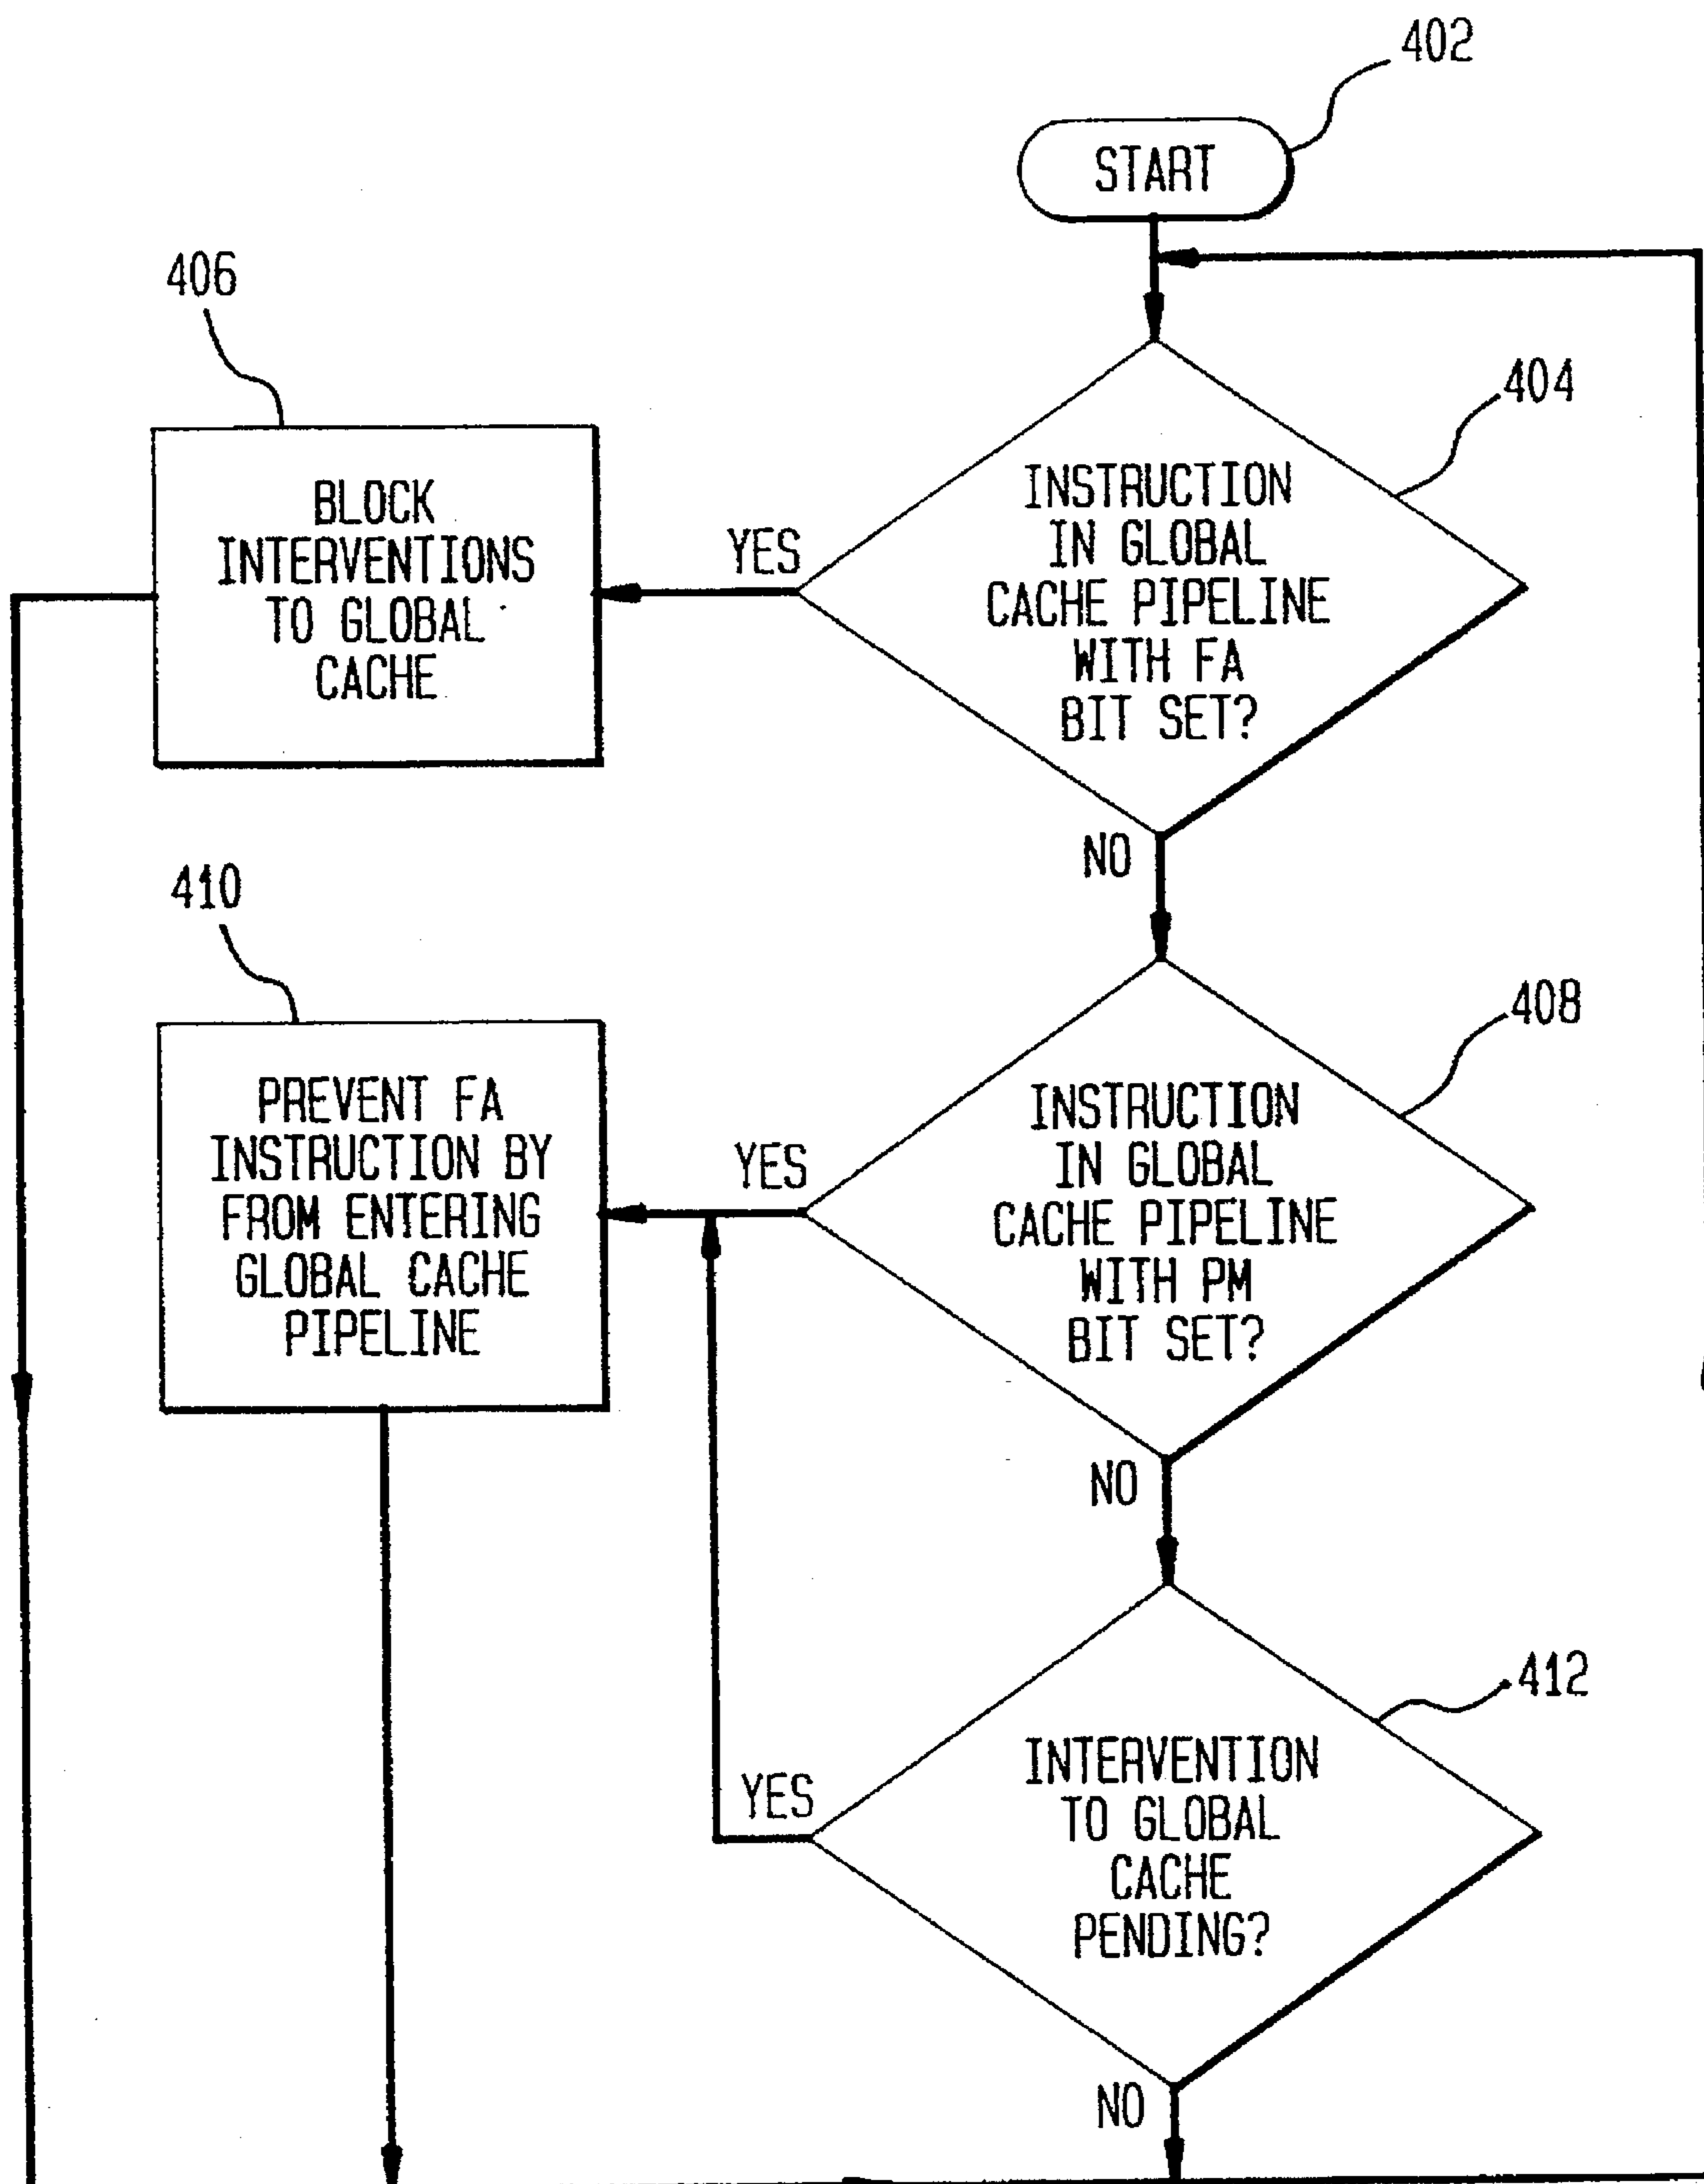 402
START
406
404
BLOCK
INTERVENTIONS
TO GLOBAL
CACHE
YES
INSTRUCTION
IN GLOBAL
CACHE PIPELINE
WITH FA
BIT SET?
NO
410
408
PREVENT FA
INSTRUCTION BY
FROM ENTERING
GLOBAL CACHE
PIPELINE
YES
INSTRUCTION
IN GLOBAL
CACHE PIPELINE
WITH PM
BIT SET?
NO
412
YES
INTERVENTION
TO GLOBAL
CACHE
PENDING?
NO